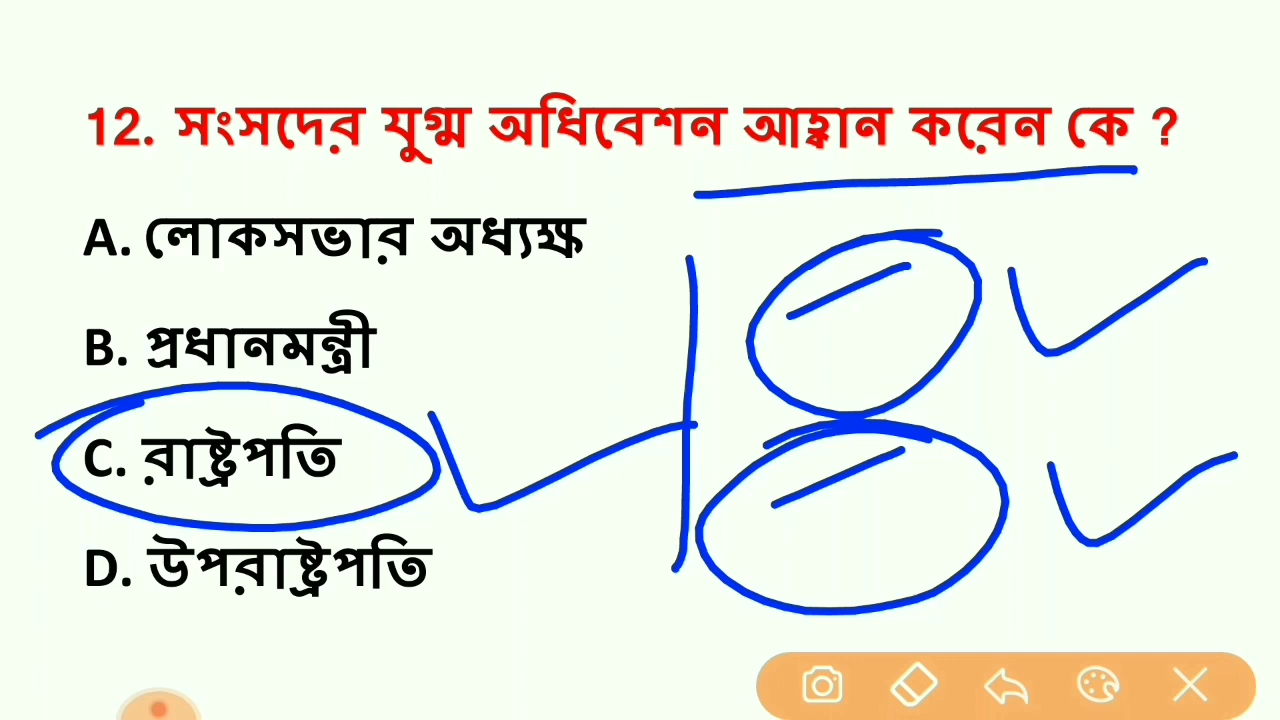 12. সংসদের যুগ্ম অধিবেশন আহ্বান করেন কে ?
A. লোকসভার অধ্যক্ষ
B. প্রধানমন্ত্রী
C. রাষ্ট্রপতি
D. উপরাষ্ট্রপতি